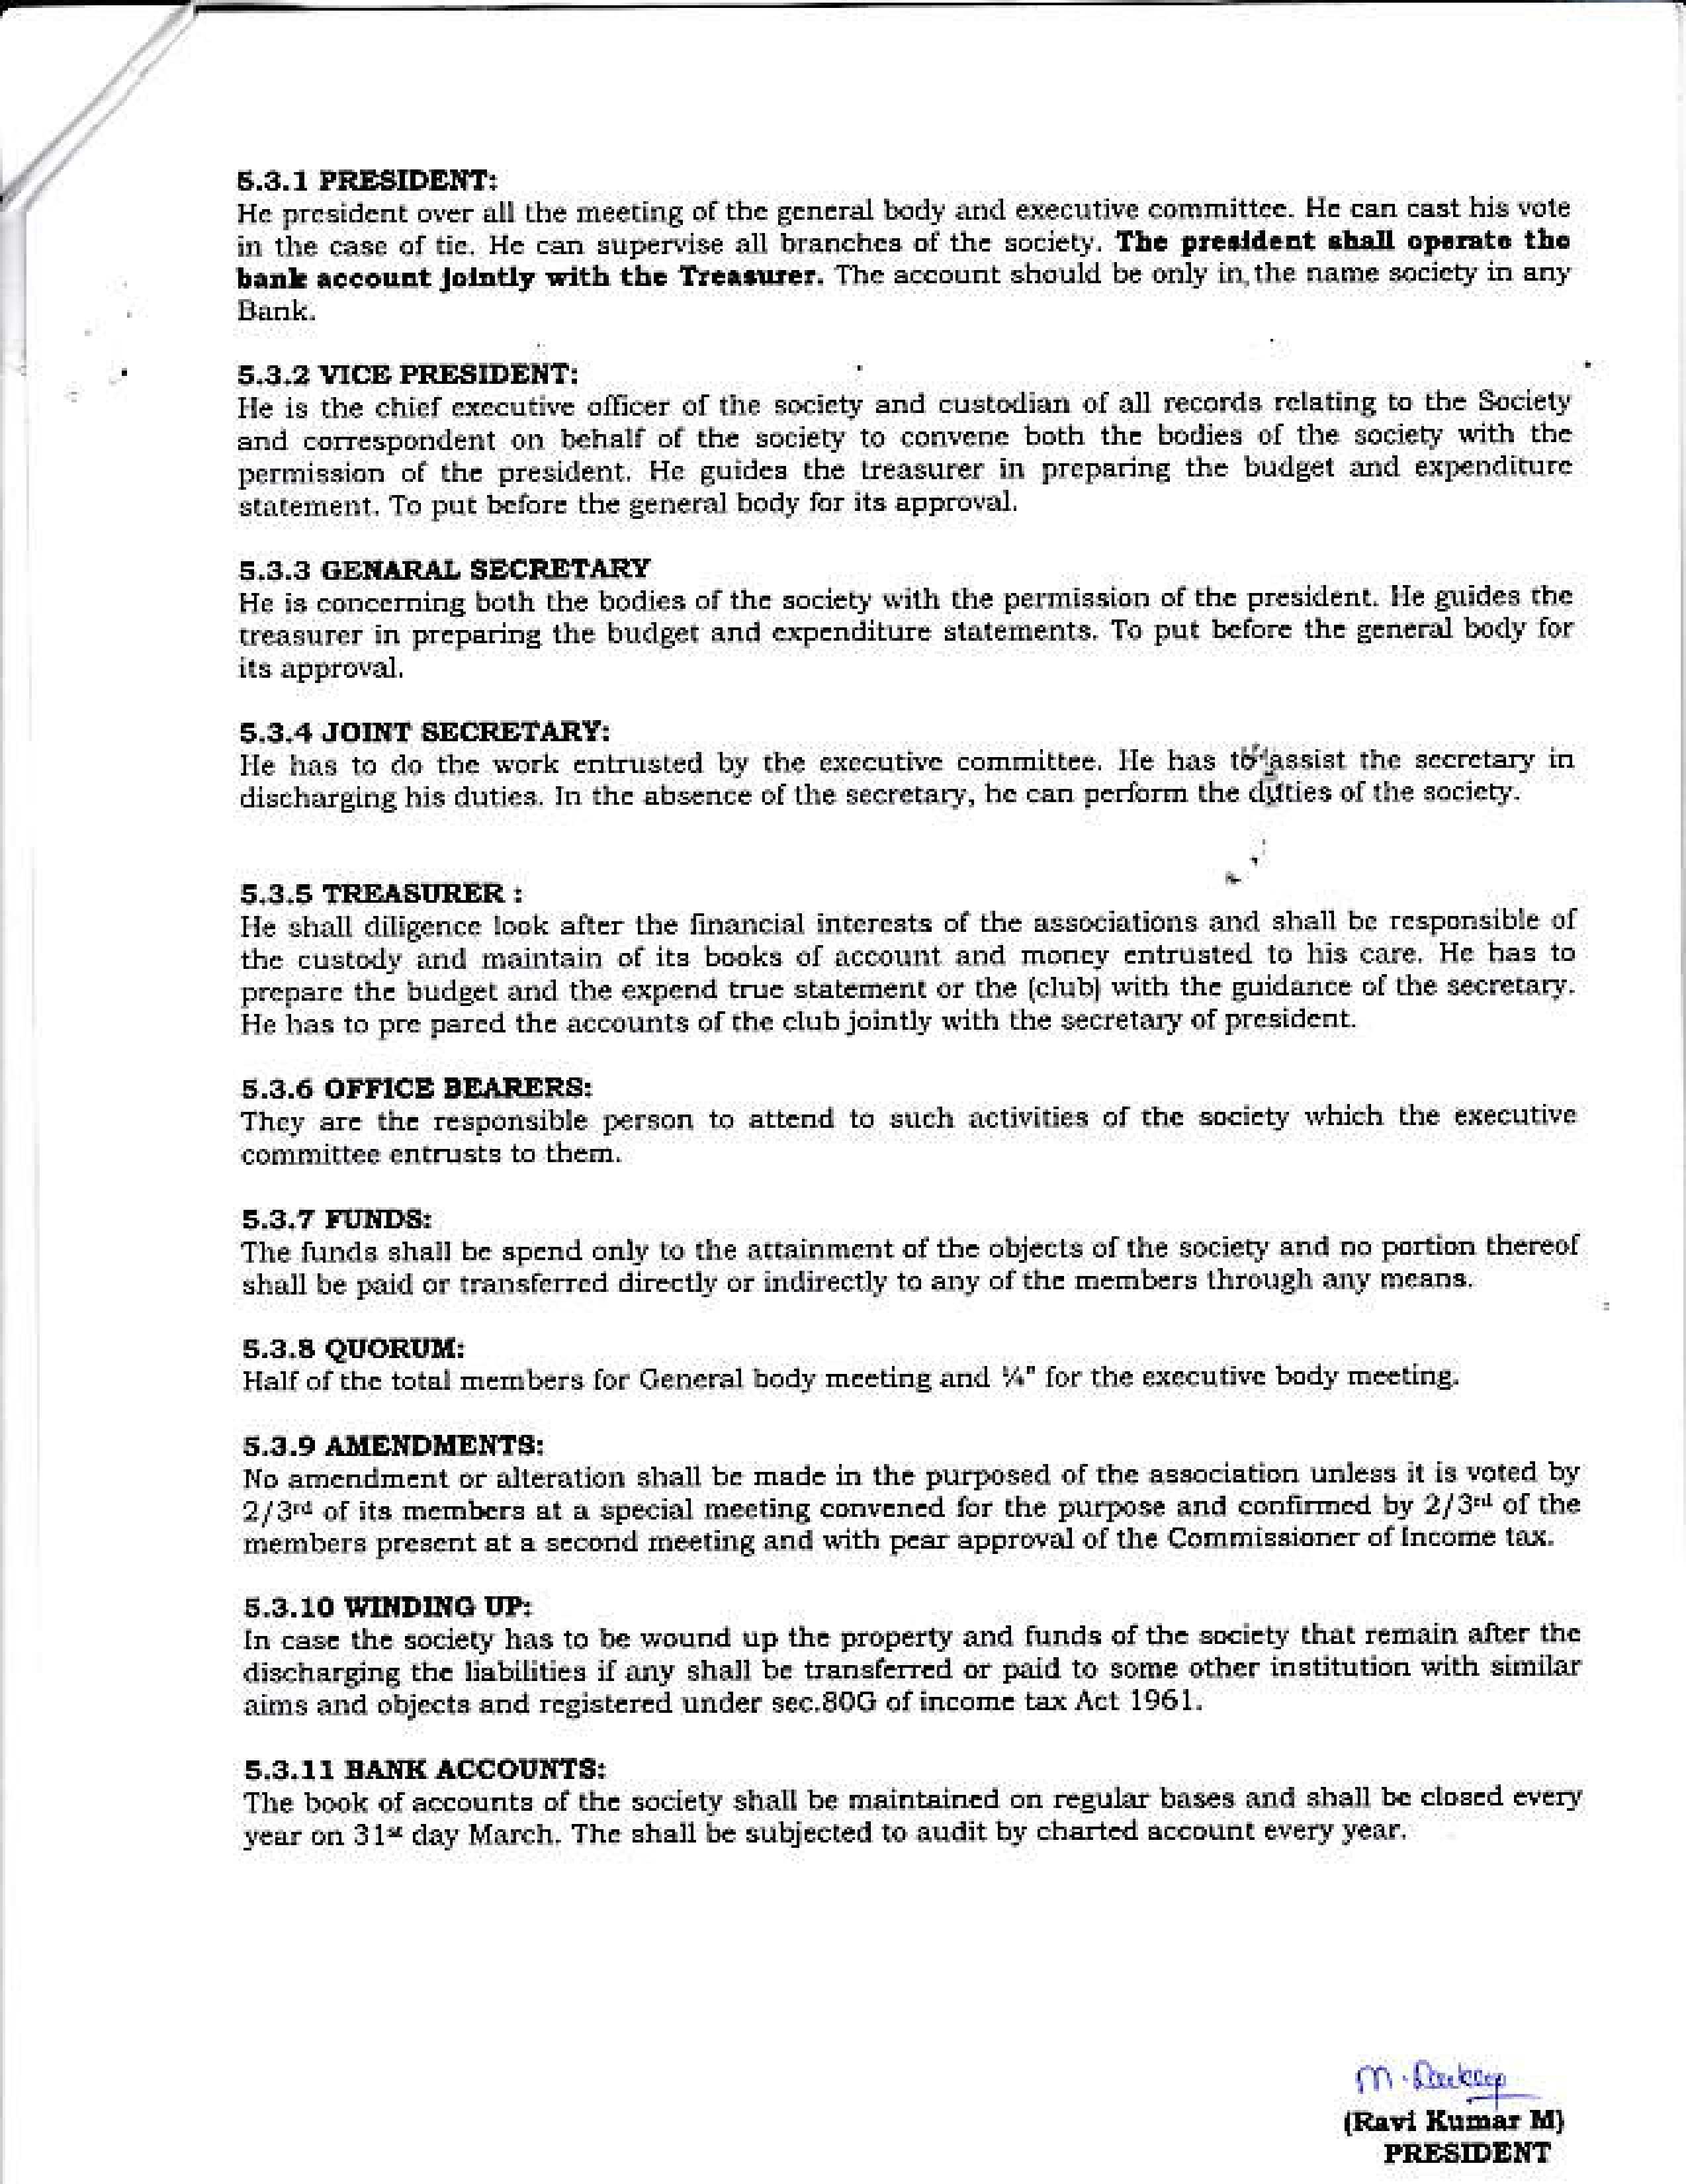 5.3.1 PRESIDENT:
He president over all the meeting of the general body and executive committee. He can cast his vote
in the case of tie. He can supervise all branches of the society. The president shall operate the
bank account jointly with the Treasurer. The account should be only in the name society in any
Bank.
5.3.2 VICE PRESIDENT:
He is the chief executive officer of the society and custodian of all records relating to the Society
and correspondent on behalf of the society to convene both the bodies of the society with the
permission of the president. He guides the treasurer in preparing the budget and expenditure
statement. To put before the general body for its approval.
5.3.3 GENARAL SECRETARY
He is concerning both the bodies of the society with the permission of the president. He guides the
treasurer in preparing the budget and expenditure statements. To put before the general body for
its approval.
5.3.4 JOINT SECRETARY:
He has to do the work entrusted by the executive committee. He has to assist the secretary in
discharging his duties. In the absence of the secretary, he can perform the duties of the society.
5.3.5 TREASURER :
He shall diligence look after the financial interests of the associations and shall be responsible of
the custody and maintain of its books of account and money entrusted to his care. He has to
prepare the budget and the expend true statement or the (club) with the guidance of the secretary.
He has to pre pared the accounts of the club jointly with the secretary of president.
5.3.6 OFFICE BEARERS:
They are the responsible person to attend to such activities of the society which the executive
committee entrusts to them.
5.3.7 FUNDS:
The funds shall be spend only to the attainment of the objects of the society and no portion thereof
shall be paid or transferred directly or indirectly to any of the members through any means.
5.3.8 QUORUM:
Half of the total members for General body meeting and ¼" for the executive body meeting.
5.3.9 AMENDMENTS:
No amendment or alteration shall be made in the purposed of the association unless it is voted by
2/3rd of its members at a special meeting convened for the purpose and confirmed by 2/3rd of the
members present at a second meeting and with pear approval of the Commissioner of Income tax.
5.3.10 WINDING UP:
In case the society has to be wound up the property and funds of the society that remain after the
discharging the liabilities if any shall be transferred or paid to some other institution with similar
aims and objects and registered under sec.80G of income tax Act 1961.
5.3.11 BANK ACCOUNTS:
The book of accounts of the society shall be maintained on regular bases and shall be closed every
year on 31st day March. The shall be subjected to audit by charted account every year.
M.
(Ravi Kumar M)
PRESIDENT